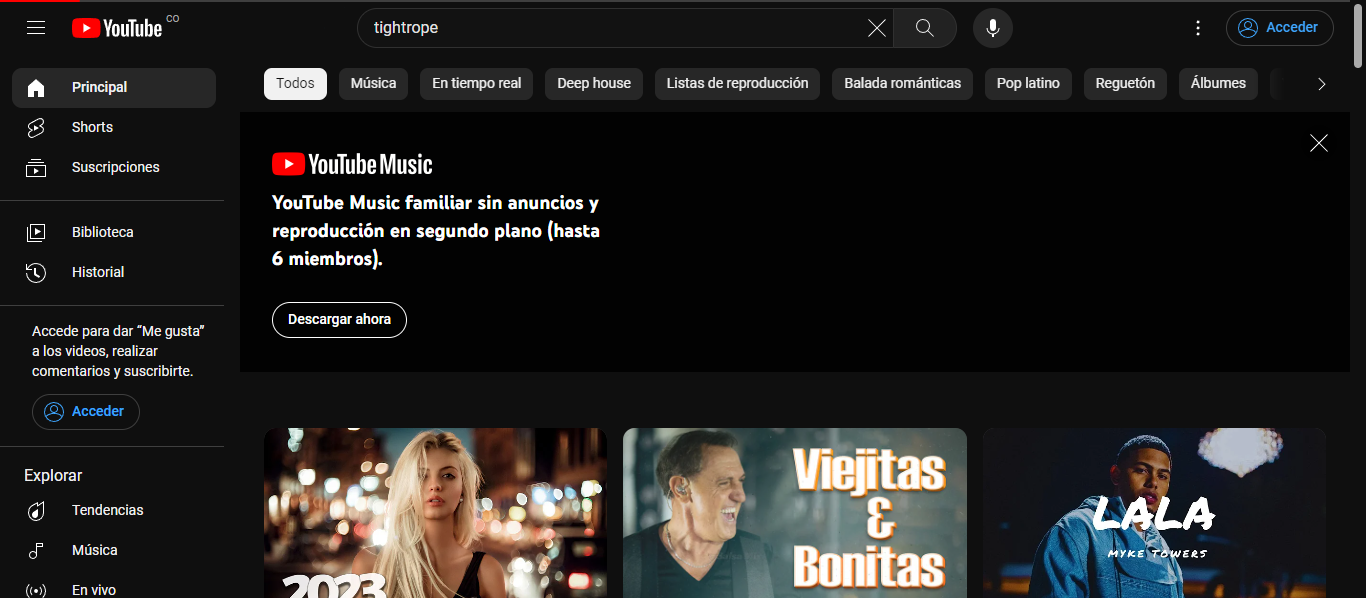 YouTube CO
tightrope
Acceder
Principal
Shorts
Suscripciones
Biblioteca
Historial
Accede para dar “Me gusta”
a los videos, realizar
comentarios y suscribirte.
Acceder
Explorar
Tendencias
Música
En vivo
Todos
Música
En tiempo real
Deep house
Listas de reproducción
Balada románticas
Pop latino
Reguetón
Álbumes
YouTube Music
YouTube Music familiar sin anuncios y
reproducción en segundo plano (hasta
6 miembros).
Descargar ahora
2023
Viejitas
&
Bonitas
LALA
MYKE TOWERS